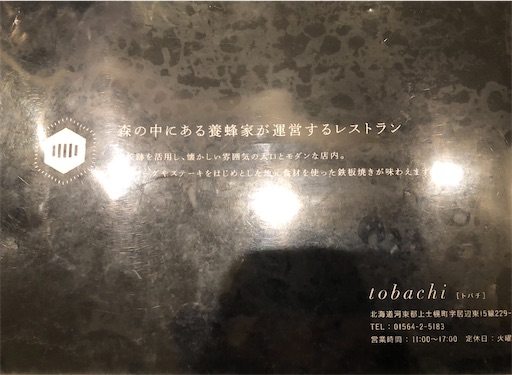 森の中にある養蜂家が運営するレストラン
跡を活用し、懐かしい雰囲気の入口とモダンな店内。
やステーキをはじめとした地元食材を使った鉄板焼きが味わえます
tobachi [トバチ]
北海道河東郡上士幌町字居辺東15線229-
TEL：01564-2-5183
営業時間：11:00〜17:00 定休日：火曜